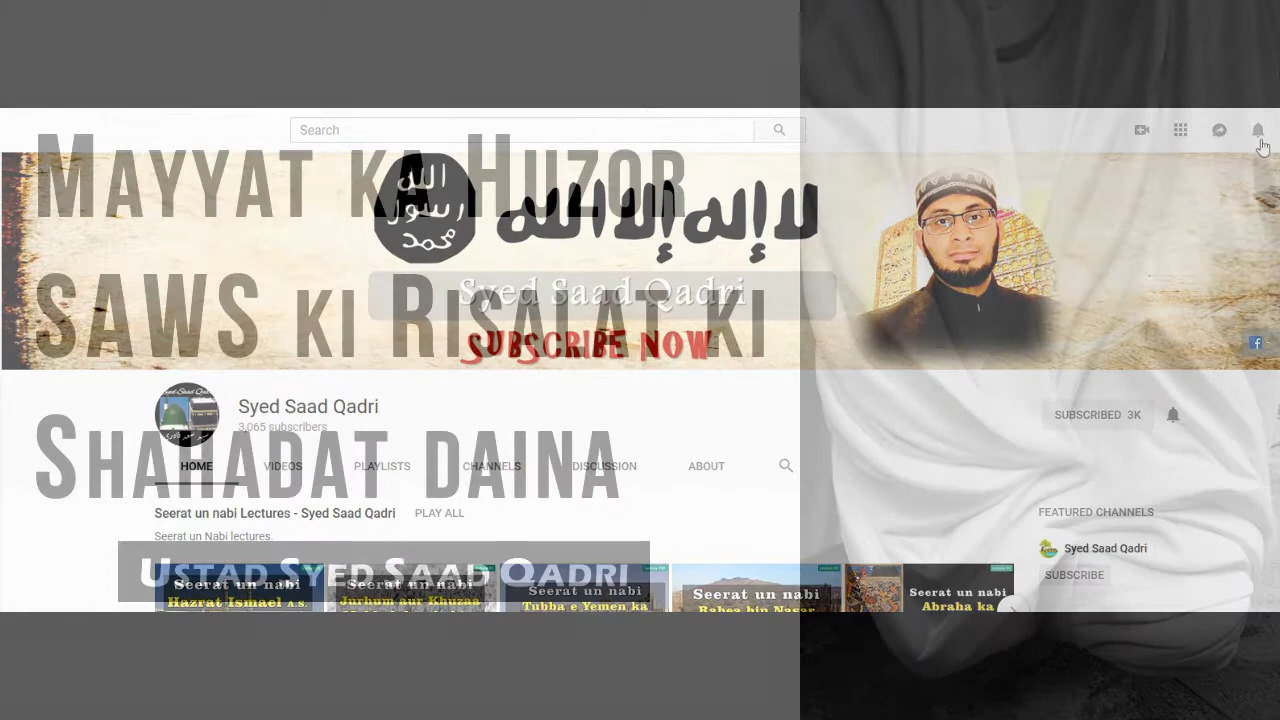 Search
MAYYAT KA HUZOR
الله
رسول
محمد
لا إله إلا الله
Syed Saad Qadri
SAWS KI RISALAT KI
SUBSCRIBE NOW
Syed Saad Qadri
3,065 subscribers
SUBSCRIBED 3K
SHAHADAT DAINA
HOME VIDEOS PLAYLISTS CHANNELS DISCUSSION ABOUT
Seerat un nabi Lectures - Syed Saad Qadri PLAY ALL
FEATURED CHANNELS
Seerat un Nabi lectures.
Syed Saad Qadri
SUBSCRIBE
USTAD SYED SAAD QADRI
Seerat un nabi
Hazrat Ismael A.S.
Seerat un nabi
Jurhum aur Khuzaa
Seerat un nabi
Tubba e Yemen ka
Seerat un nabi
Rabea bin Nasar
Seerat un nabi
Abraha ka